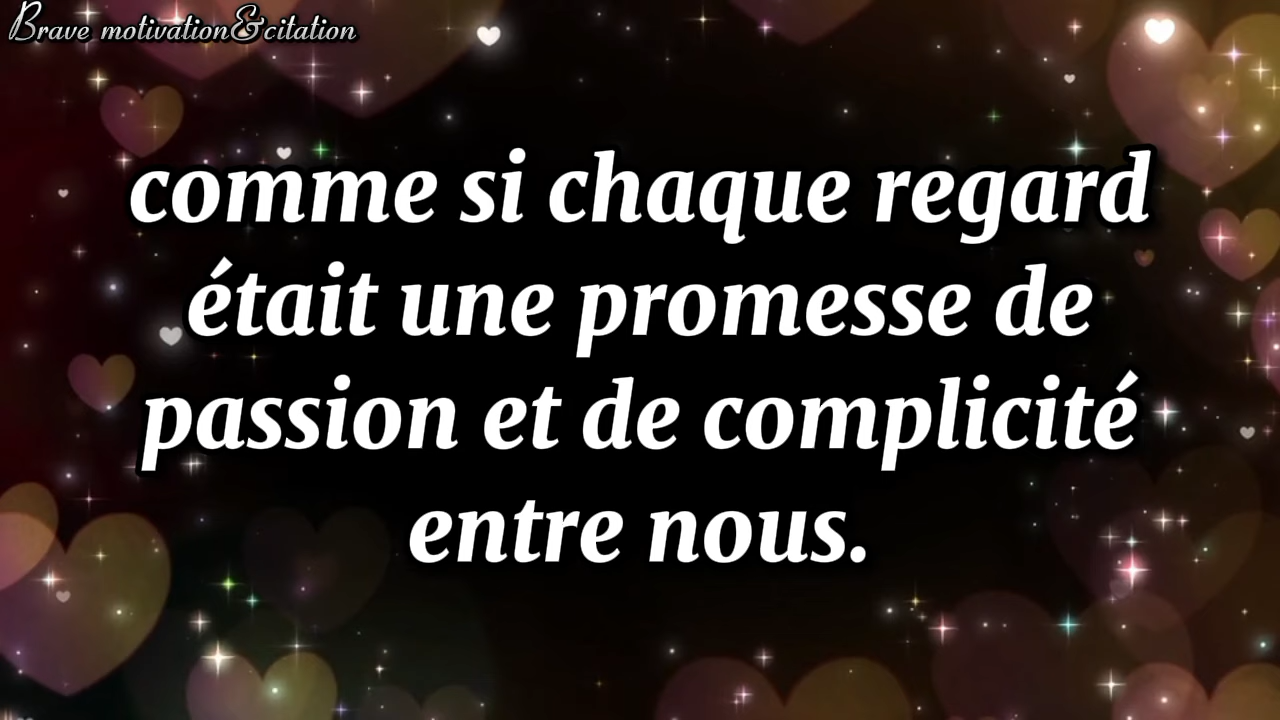 Brave motivation&citation
comme si chaque regard
était une promesse de
passion et de complicité
entre nous.